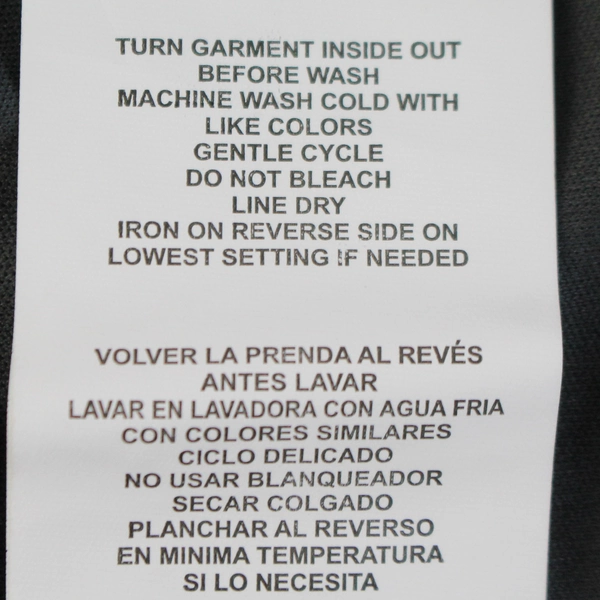 TURN GARMENT INSIDE OUT
BEFORE WASH
MACHINE WASH COLD WITH
LIKE COLORS
GENTLE CYCLE
DO NOT BLEACH
LINE DRY
IRON ON REVERSE SIDE ON
LOWEST SETTING IF NEEDED
VOLVER LA PRENDA AL REVÉS
ANTES LAVAR
LAVAR EN LAVADORA CON AGUA FRIA
CON COLORES SIMILARES
CICLO DELICADO
NO USAR BLANQUEADOR
SECAR COLGADO
PLANCHAR AL REVERSO
EN MINIMA TEMPERATURA
SI LO NECESITA